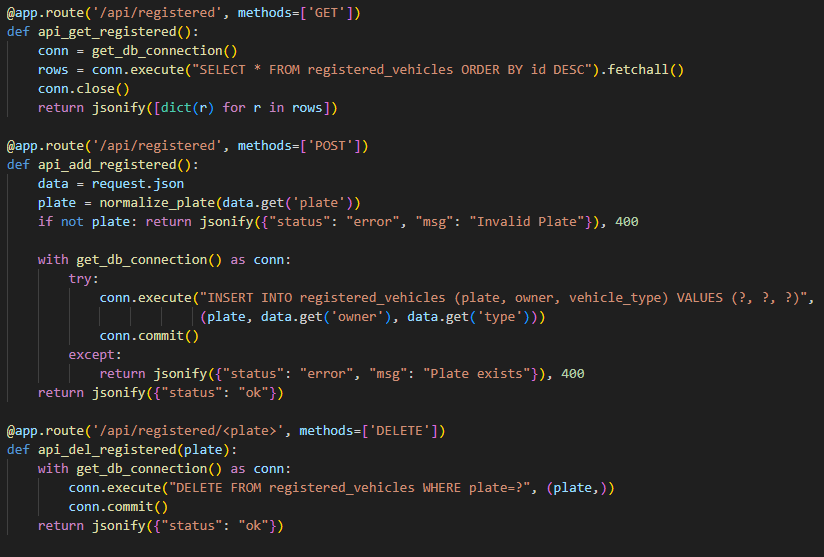 @app.route('/api/registered', methods=['GET'])
def api_get_registered():
    conn = get_db_connection()
    rows = conn.execute("SELECT * FROM registered_vehicles ORDER BY id DESC").fetchall()
    conn.close()
    return jsonify([dict(r) for r in rows])

@app.route('/api/registered', methods=['POST'])
def api_add_registered():
    data = request.json
    plate = normalize_plate(data.get('plate'))
    if not plate: return jsonify({"status": "error", "msg": "Invalid Plate"}), 400

    with get_db_connection() as conn:
        try:
            conn.execute("INSERT INTO registered_vehicles (plate, owner, vehicle_type) VALUES (?, ?, ?)",
                         (plate, data.get('owner'), data.get('type')))
            conn.commit()
        except:
            return jsonify({"status": "error", "msg": "Plate exists"}), 400
    return jsonify({"status": "ok"})

@app.route('/api/registered/<plate>', methods=['DELETE'])
def api_del_registered(plate):
    with get_db_connection() as conn:
        conn.execute("DELETE FROM registered_vehicles WHERE plate=?", (plate,))
        conn.commit()
    return jsonify({"status": "ok"})